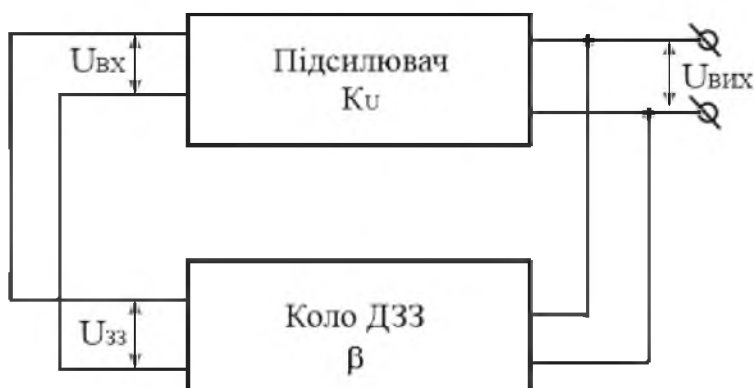 Uвх
Підсилювач
KU
Uвих
Uзз
Коло ДЗЗ
β